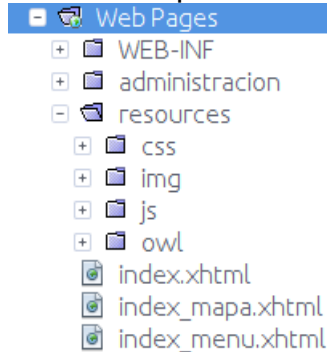 Web Pages
WEB-INF
administracion
resources
css
img
js
owl
index.xhtml
index_mapa.xhtml
index_menu.xhtml